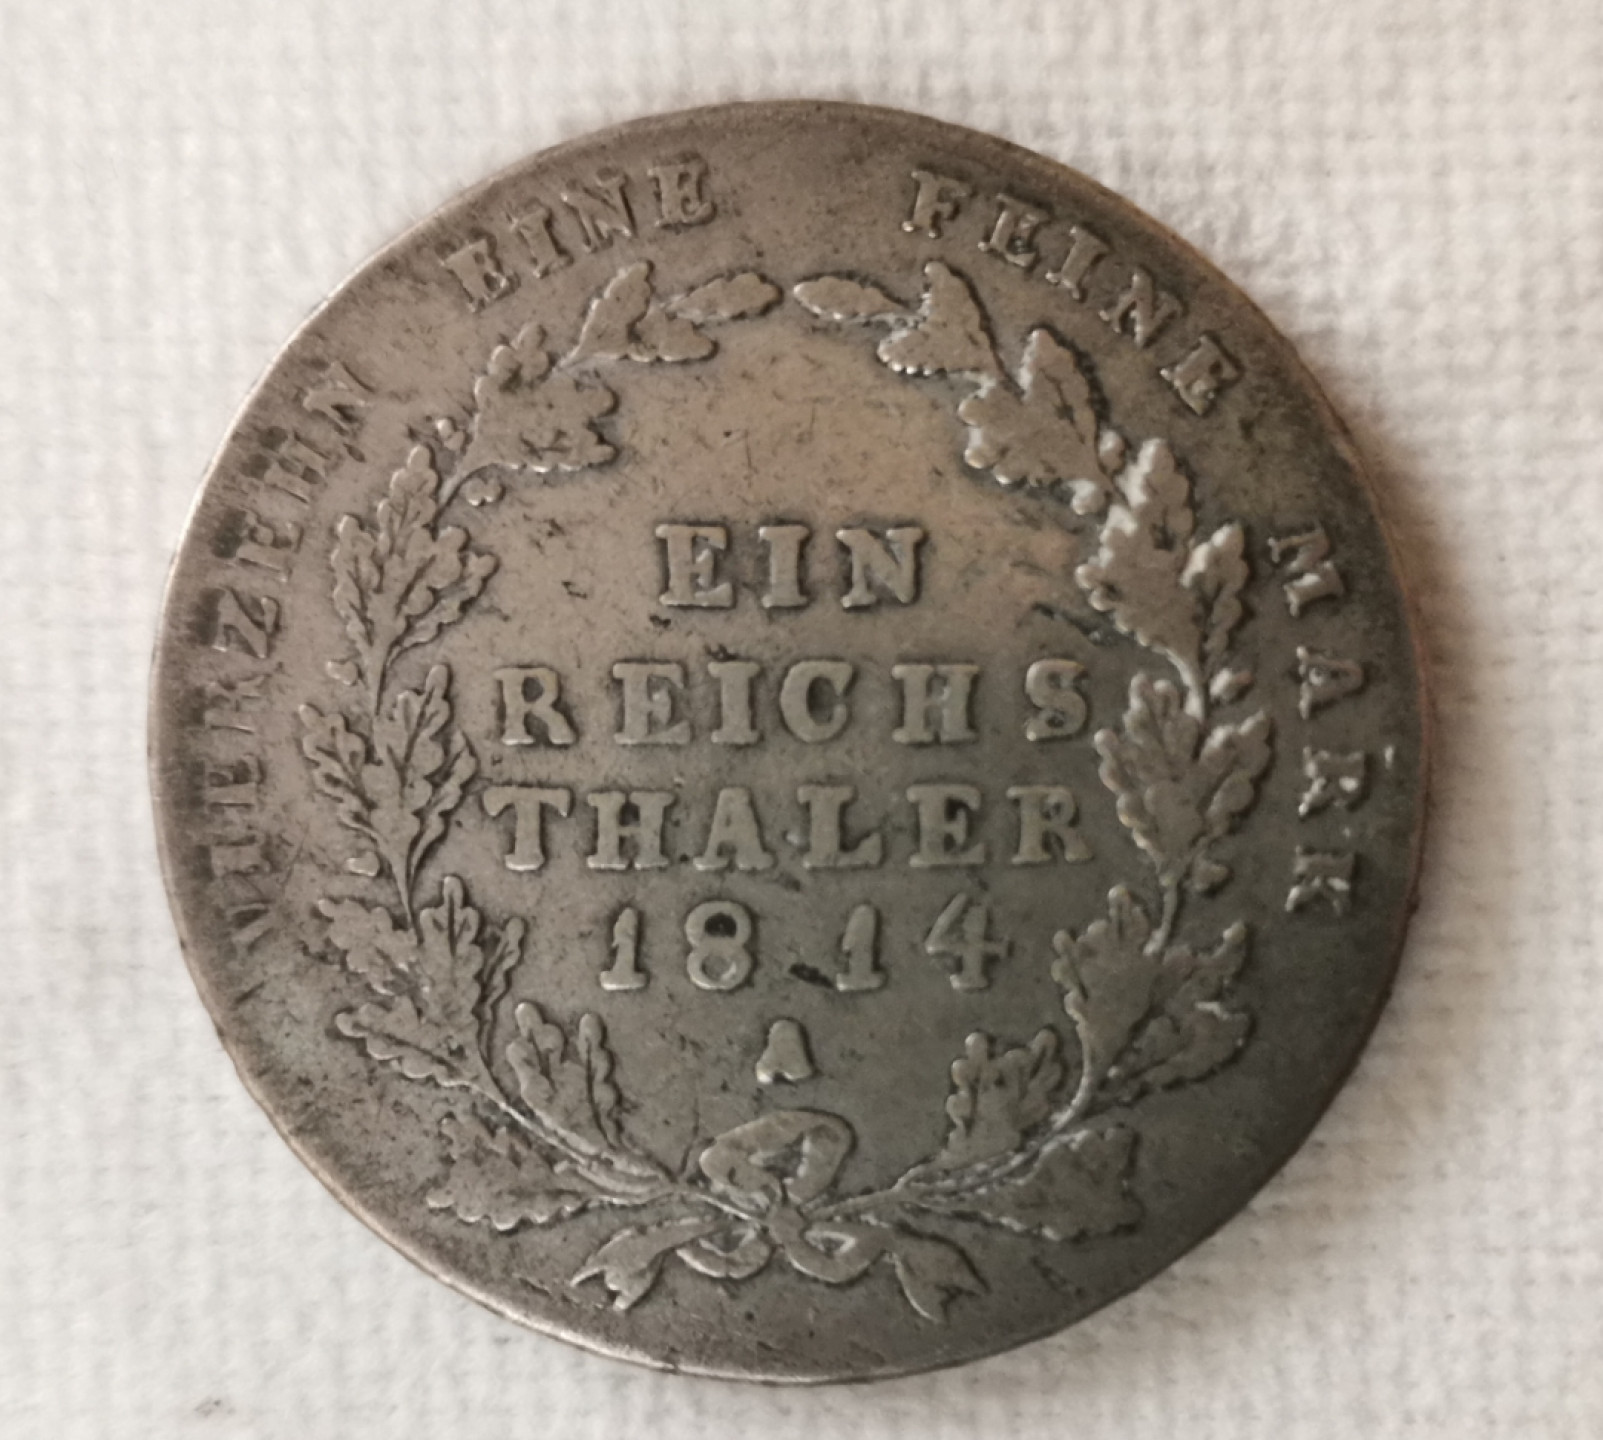 VIERZEHN EINE FEINE MARK
EIN
REICHS
THALER
1814
A